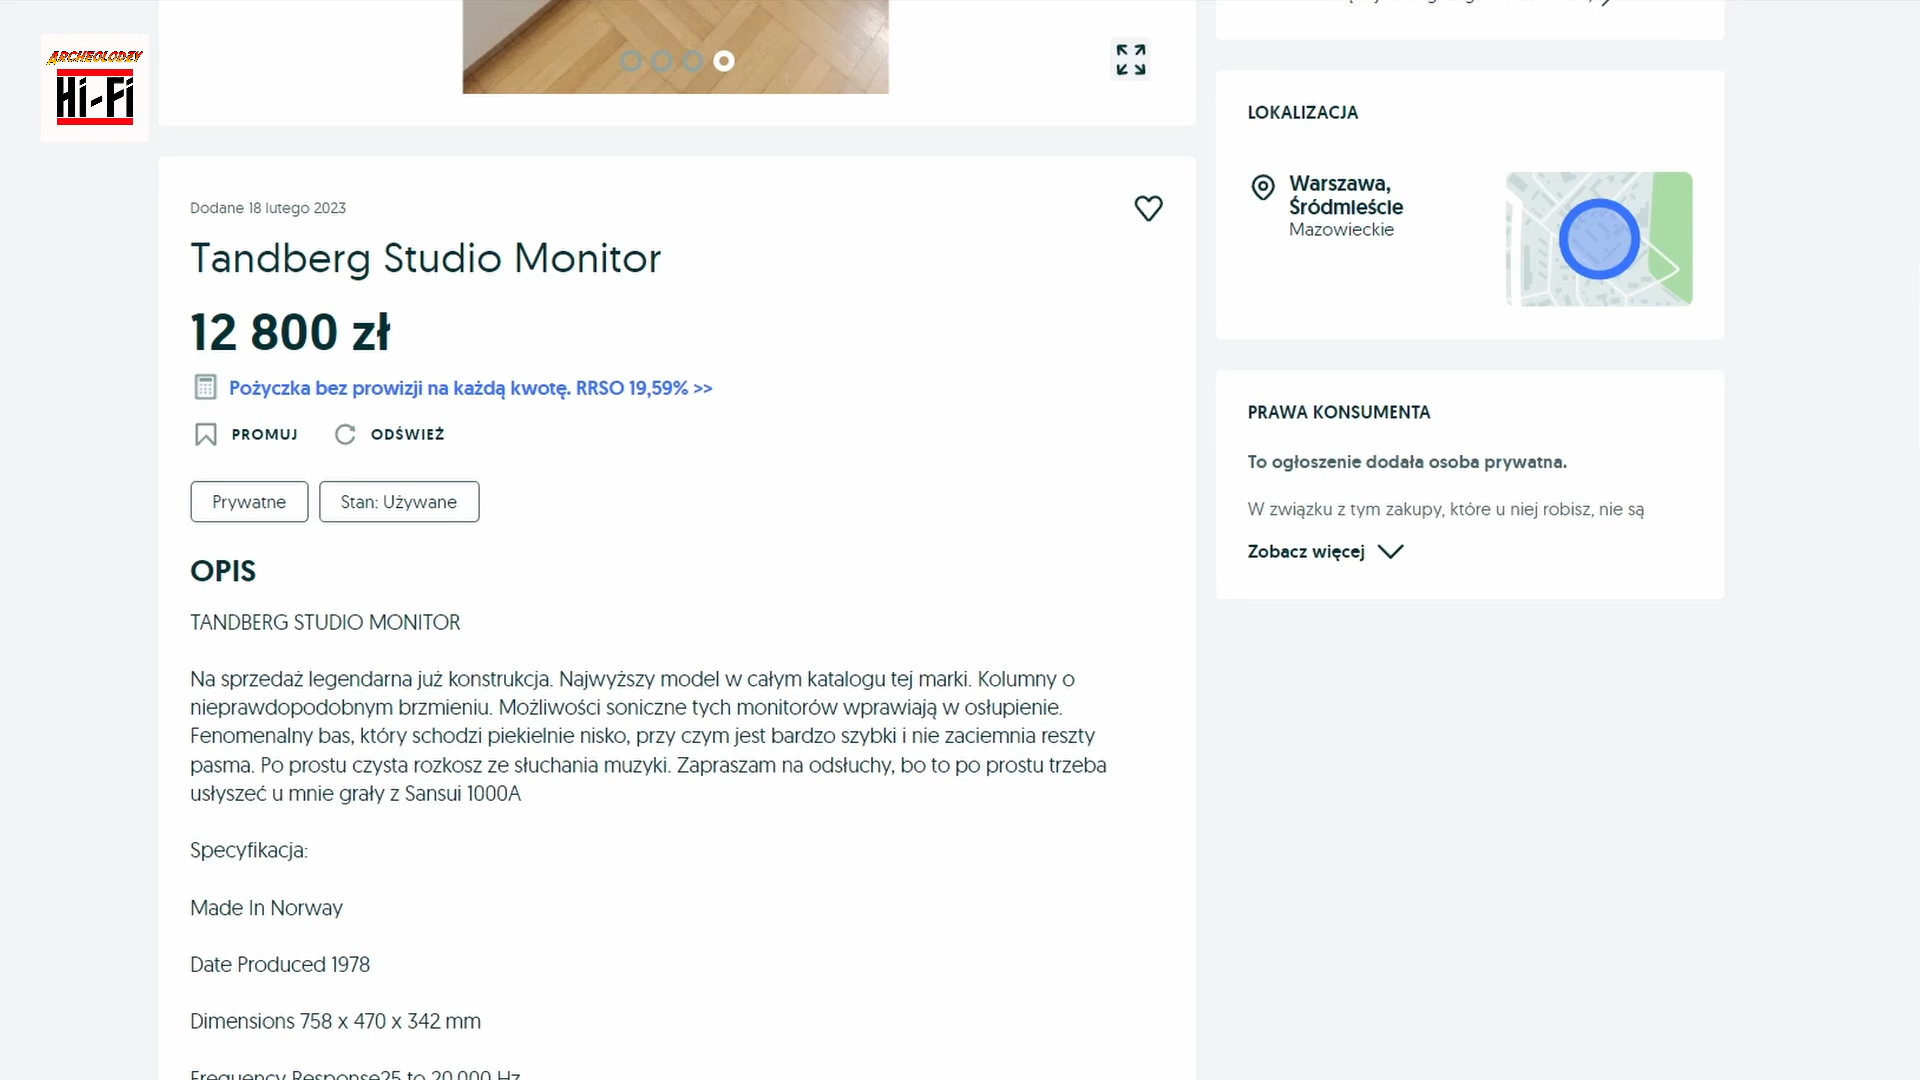 ARCHEOLODZY
Hi-Fi
Dodane 18 lutego 2023
Tandberg Studio Monitor
12 800 zł
Pożyczka bez prowizji na każdą kwotę. RRSO 19,59% >>
PROMUJ
ODŚWIEŻ
Prywatne
Stan: Używane
OPIS
TANDBERG STUDIO MONITOR
Na sprzedaż legendarna już konstrukcja. Najwyższy model w całym katalogu tej marki. Kolumny o
nieprawdopodobnym brzmieniu. Możliwości soniczne tych monitorów wprawiają w osłupienie.
Fenomenalny bas, który schodzi piekielnie nisko, przy czym jest bardzo szybki i nie zaciemnia reszty
pasma. Po prostu czysta rozkosz ze słuchania muzyki. Zapraszam na odsłuchy, bo to po prostu trzeba
usłyszeć u mnie grały z Sansui 1000A
Specyfikacja:
Made In Norway
Date Produced 1978
Dimensions 758 x 470 x 342 mm
Frequency Response25 to 20,000 Hz
LOKALIZACJA
Warszawa,
Śródmieście
Mazowieckie
PRAWA KONSUMENTA
To ogłoszenie dodała osoba prywatna.
W związku z tym zakupy, które u niej robisz, nie są
Zobacz więcej